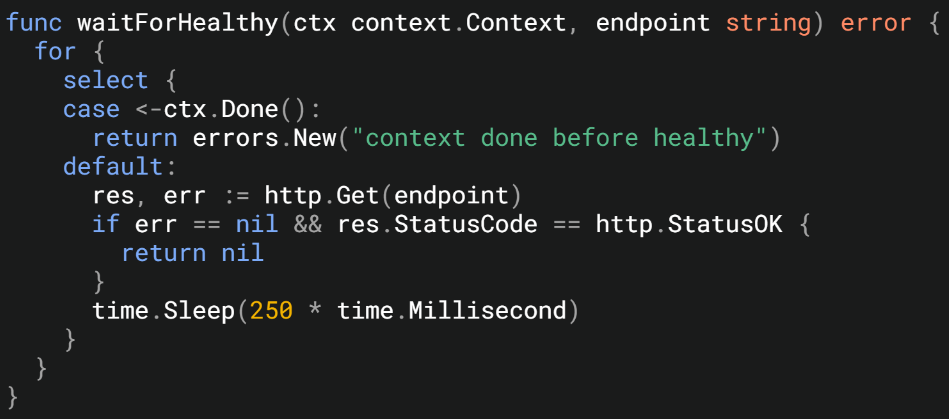 func waitForHealthy(ctx context.Context, endpoint string) error {
  for {
    select {
    case <-ctx.Done():
      return errors.New("context done before healthy")
    default:
      res, err := http.Get(endpoint)
      if err == nil && res.StatusCode == http.StatusOK {
        return nil
      }
      time.Sleep(250 * time.Millisecond)
    }
  }
}